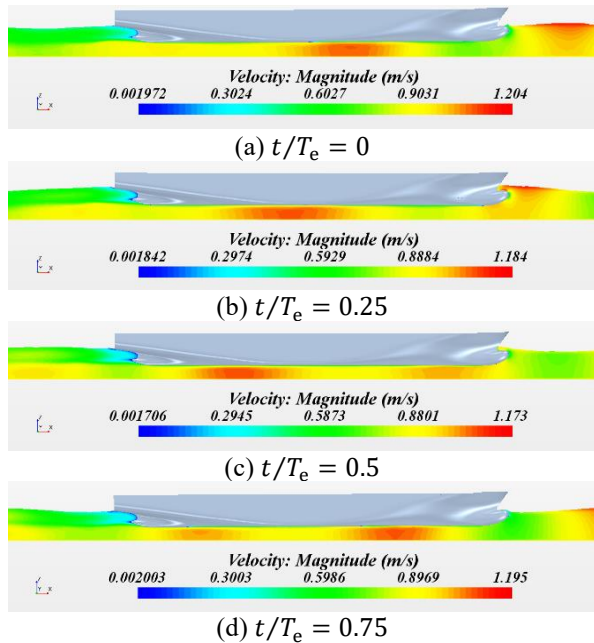 Velocity: Magnitude (m/s)
0.001972 0.3024 0.6027 0.9031 1.204
Z
Y X
(a) t/Tₑ = 0
Velocity: Magnitude (m/s)
0.001842 0.2974 0.5929 0.8884 1.184
Z
Y X
(b) t/Tₑ = 0.25
Velocity: Magnitude (m/s)
0.001706 0.2945 0.5873 0.8801 1.173
Z
Y X
(c) t/Tₑ = 0.5
Velocity: Magnitude (m/s)
0.002003 0.3003 0.5986 0.8969 1.195
Y X
(d) t/Tₑ = 0.75